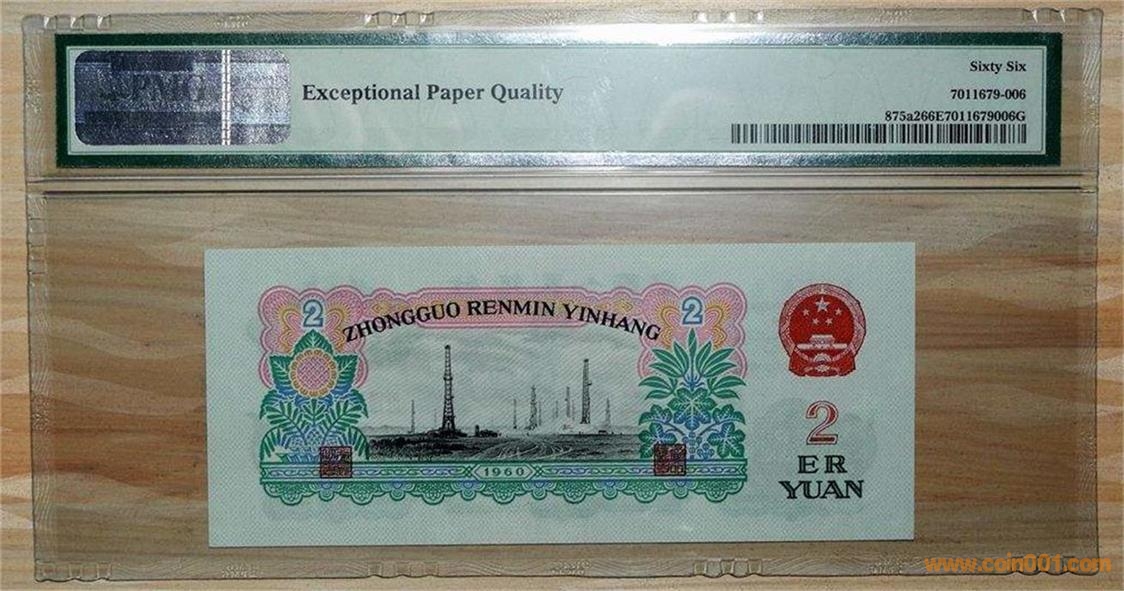 PMG
Exceptional Paper Quality
Sixty Six
7011679-006
875a266E7011679006G
2
ZHONGGUO RENMIN YINHANG
2
1960
2
ER
YUAN
www.coin001.com